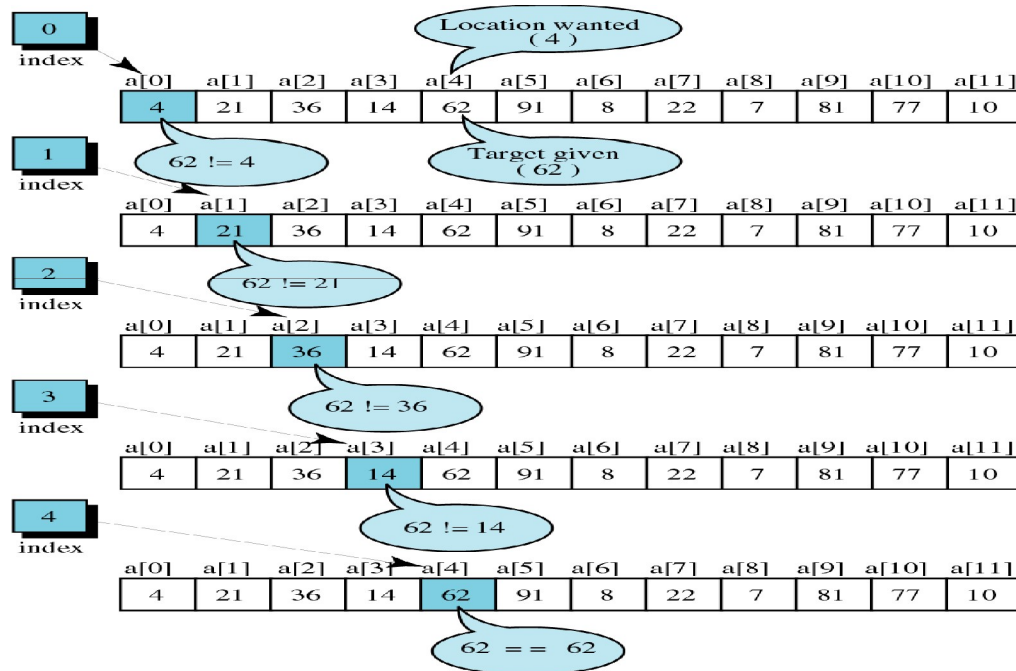 0
index
Location wanted
( 4 )
a[0] a[1] a[2] a[3] a[4] a[5] a[6] a[7] a[8] a[9] a[10] a[11]
4 21 36 14 62 91 8 22 7 81 77 10
62 != 4
Target given
( 62 )
1
index
a[0] a[1] a[2] a[3] a[4] a[5] a[6] a[7] a[8] a[9] a[10] a[11]
4 21 36 14 62 91 8 22 7 81 77 10
62 != 21
2
index
a[0] a[1] a[2] a[3] a[4] a[5] a[6] a[7] a[8] a[9] a[10] a[11]
4 21 36 14 62 91 8 22 7 81 77 10
62 != 36
3
index
a[0] a[1] a[2] a[3] a[4] a[5] a[6] a[7] a[8] a[9] a[10] a[11]
4 21 36 14 62 91 8 22 7 81 77 10
62 != 14
4
index
a[0] a[1] a[2] a[3] a[4] a[5] a[6] a[7] a[8] a[9] a[10] a[11]
4 21 36 14 62 91 8 22 7 81 77 10
62 = = 62